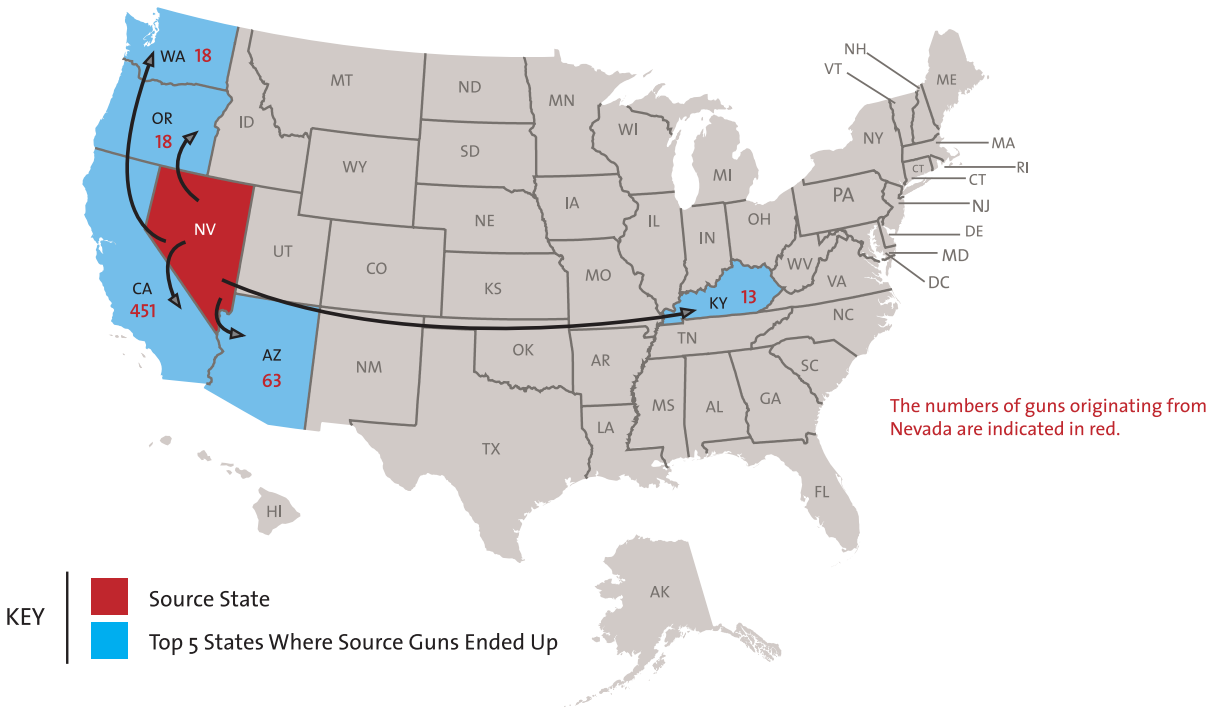 WA 18
NH
VT
ME
MT
ND
MN
OR
18
ID
WI
NY
MA
SD
WY
MI
CT
RI
CT
PA
NJ
NE
IA
IL
IN
OH
NV
DE
UT
CO
WV
MD
MO
VA
DC
CA
451
KS
KY 13
NC
TN
AZ
63
OK
AR
NM
SC
MS
AL
GA
The numbers of guns originating from
Nevada are indicated in red.
LA
TX
FL
HI
AK
KEY
Source State
Top 5 States Where Source Guns Ended Up